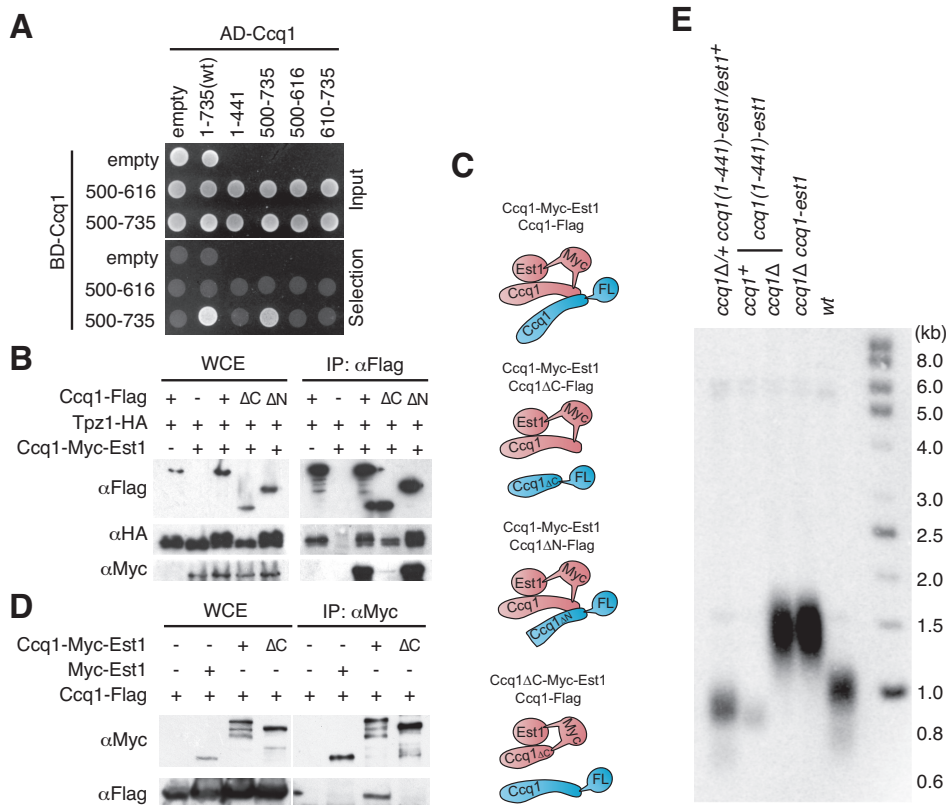 A
AD-Ccq1
empty
1-735(wt)
1-441
500-735
500-616
610-735
BD-Ccq1
empty
500-616
500-735
Input
empty
500-616
500-735
Selection
B
WCE
IP: αFlag
Ccq1-Flag + - + ΔC ΔN + - + ΔC ΔN
Tpz1-HA + + + + + + + + + +
Ccq1-Myc-Est1 - + + + + - + + + +
αFlag
αHA
αMyc
D
WCE
IP: αMyc
Ccq1-Myc-Est1 - - + ΔC - - + ΔC
Myc-Est1 - + - - - + - -
Ccq1-Flag + + + + + + + +
αMyc
αFlag
C
Ccq1-Myc-Est1
Ccq1-Flag
Est1
Myc
Ccq1
FL
Ccq1
Ccq1-Myc-Est1
Ccq1ΔC-Flag
Est1
Myc
Ccq1
Ccq1ΔC
FL
Ccq1-Myc-Est1
Ccq1ΔN-Flag
Est1
Myc
Ccq1
FL
Ccq1ΔN
Ccq1ΔC-Myc-Est1
Ccq1-Flag
Est1
Myc
Ccq1ΔC
Ccq1
FL
E
ccq1Δ/+ ccq1(1-441)-est1/est1+
ccq1+
ccq1Δ
ccq1(1-441)-est1
ccq1Δ ccq1-est1
wt
(kb)
8.0
6.0
5.0
4.0
3.0
2.5
2.0
1.5
1.0
0.8
0.6